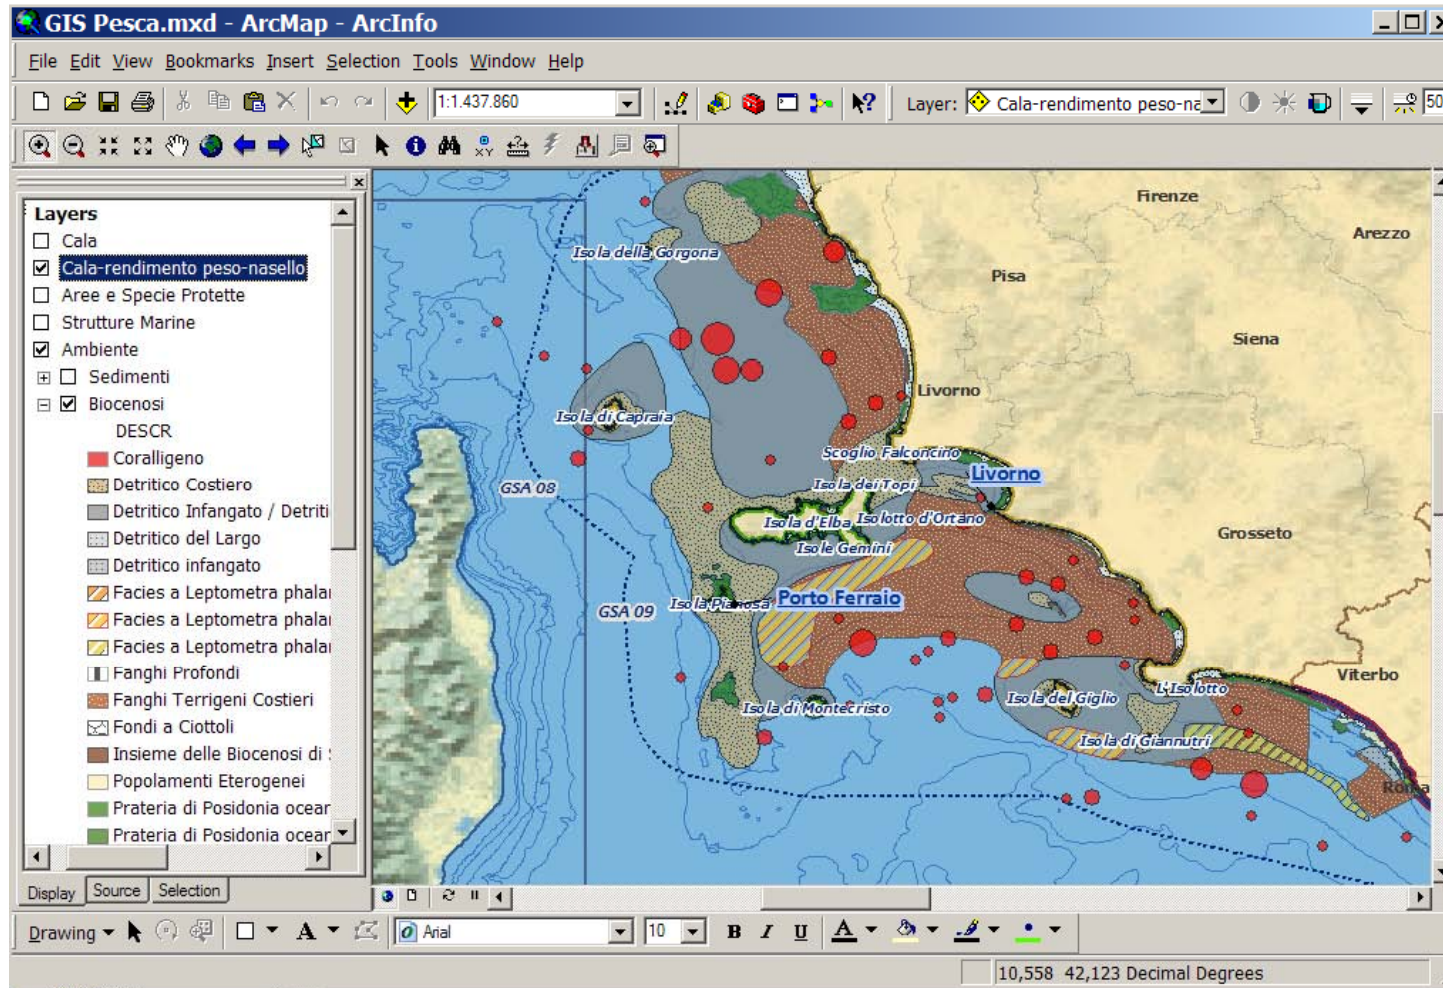 GIS Pesca.mxd - ArcMap - ArcInfo
File Edit View Bookmarks Insert Selection Tools Window Help
1:1.437.860
Layer: Cala-rendimento peso-na
50
Layers
Cala
Cala-rendimento peso-nasello
Aree e Specie Protette
Strutture Marine
Ambiente
Sedimenti
Biocenosi
DESCR
Coralligeno
Detritico Costiero
Detritico Infangato / Detriti
Detritico del Largo
Detritico infangato
Facies a Leptometra phala
Facies a Leptometra phala
Facies a Leptometra phala
Fanghi Profondi
Fanghi Terrigeni Costieri
Fondi a Ciottoli
Insieme delle Biocenosi di
Popolamenti Eterogenei
Prateria di Posidonia ocear
Prateria di Posidonia ocear
Display Source Selection
Firenze
Arezzo
Isola della Gorgona
Pisa
Siena
Livorno
Isola di Capraia
Scoglio Falconcino
Livorno
GSA 08
Isola dei Topi
Isola d'Elba
Isolotto d'Ortano
Grosseto
Isole Gemini
GSA 09
Isola Pianosa
Porto Ferraio
Viterbo
Isola di Montecristo
Isola del Giglio
L'Isolotto
Isola di Giannutri
Roma
Drawing
A
Arial
10
B I U A
10,558 42,123 Decimal Degrees